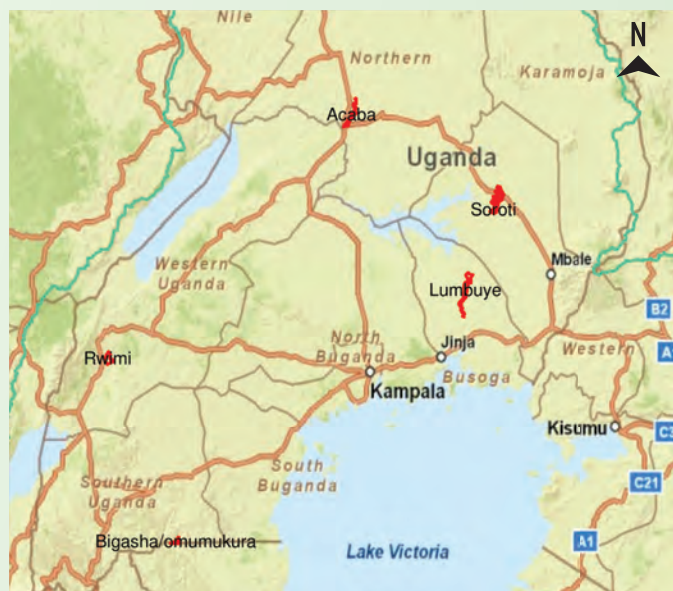 Nile
N
Northern
Karamoja
Acaba
Uganda
Soroti
Western
Uganda
Mbale
Lumbuye
B2
Rwimi
North
Buganda
Jinja
Western
Busoga
Kampala
Kisumu
South
Buganda
Southern
Uganda
C21
Bigasha/omumukura
Lake Victoria
A1